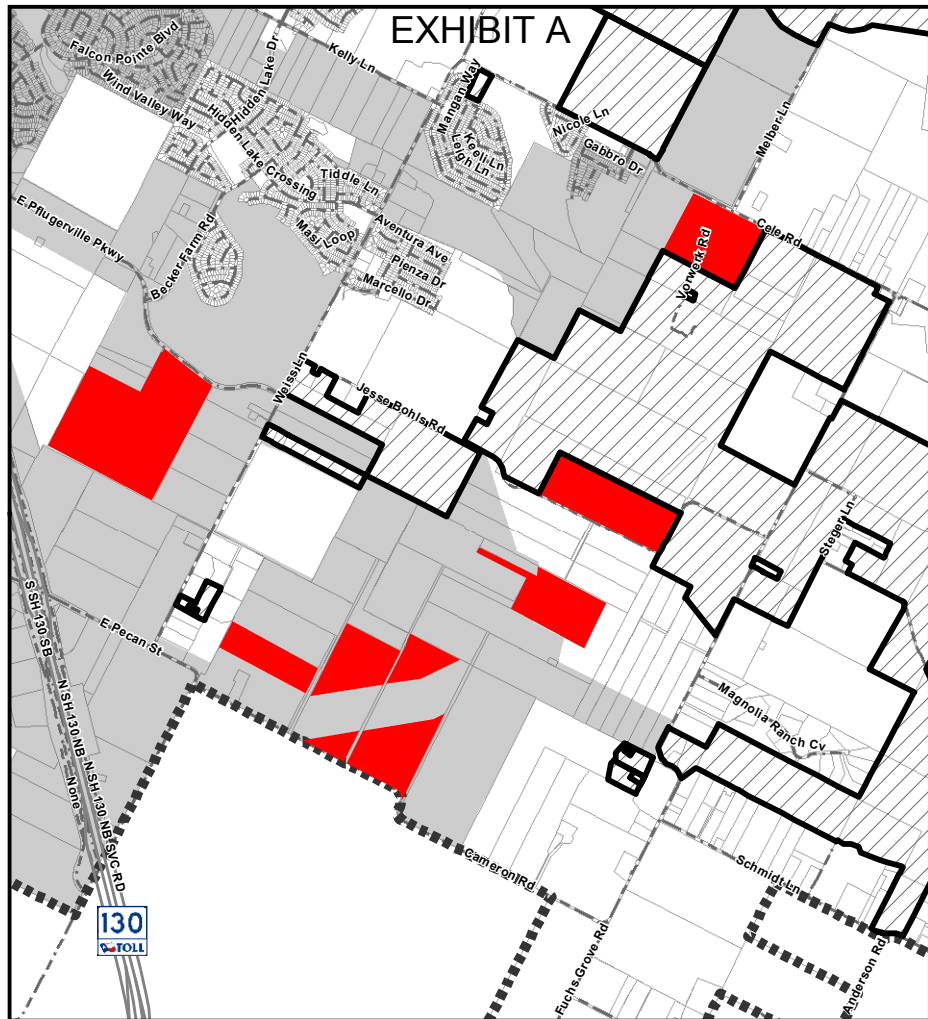 EXHIBIT A
Falcon Pointe Blvd
Hidden Lake Dr
Kelly Ln
Wind Valley Way
Mangan Way
Melber Ln
Nicole Ln
Hidden Lake Crossing
Keeli Ln
Leigh Ln
Gabbro Dr
Tiddle Ln
E Pflugerville Pkwy
Becker Farm Rd
Masi Loop
Aventura Ave
Cele Rd
Pienza Dr
Vorwerk Rd
Marcello Dr
Weiss Ln
Jesse Bohls Rd
Steger Ln
S SH 130 SB
E Pecan St
N SH 130 NB
N SH 130 NB SVC RD
None
Magnolia Ranch Cv
Cameron Rd
Schmidt Ln
130
TOLL
Fuchs Grove Rd
Anderson Rd